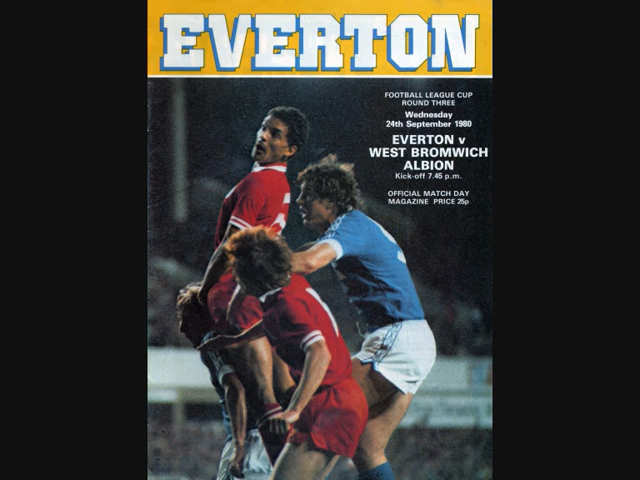 EVERTON
FOOTBALL LEAGUE CUP
ROUND THREE
Wednesday
24th September 1980
EVERTON v
WEST BROMWICH
ALBION
Kick-off 7.45 p.m.
OFFICIAL MATCH DAY
MAGAZINE PRICE 25p